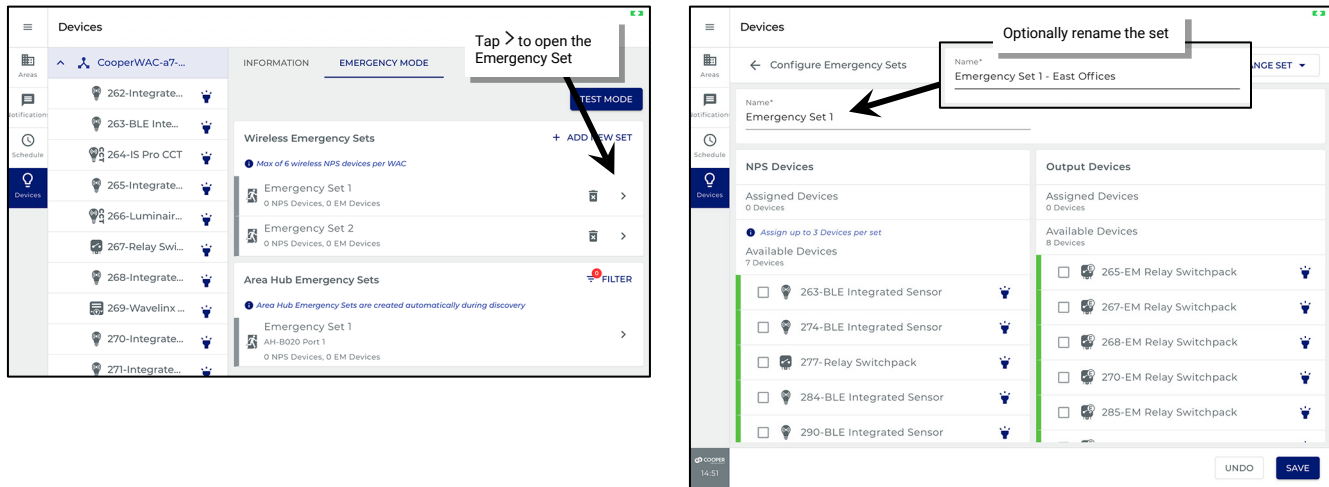 Devices
Tap > to open the
Emergency Set
Areas
Notifications
Schedule
Devices
CooperWAC-a7-...
262-Integrate...
263-BLE Inte...
264-IS Pro CCT
265-Integrate...
266-Luminair...
267-Relay Swi...
268-Integrate...
269-Wavelinx ...
270-Integrate...
271-Integrate...
INFORMATION
EMERGENCY MODE
TEST MODE
Wireless Emergency Sets
+ ADD NEW SET
Max of 6 wireless NPS devices per WAC
Emergency Set 1
0 NPS Devices, 0 EM Devices
Emergency Set 2
0 NPS Devices, 0 EM Devices
Area Hub Emergency Sets
0
FILTER
Area Hub Emergency Sets are created automatically during discovery
Emergency Set 1
AH-B020 Port 1
0 NPS Devices, 0 EM Devices
Devices
Optionally rename the set
Areas
Notifications
Schedule
Devices
Configure Emergency Sets
Name*
Emergency Set 1 - East Offices
NGE SET
Name*
Emergency Set 1
NPS Devices
Assigned Devices
0 Devices
Assign up to 3 Devices per set
Available Devices
7 Devices
263-BLE Integrated Sensor
274-BLE Integrated Sensor
277-Relay Switchpack
284-BLE Integrated Sensor
290-BLE Integrated Sensor
Output Devices
Assigned Devices
0 Devices
Available Devices
8 Devices
265-EM Relay Switchpack
267-EM Relay Switchpack
268-EM Relay Switchpack
270-EM Relay Switchpack
285-EM Relay Switchpack
COOPER
14:51
UNDO
SAVE